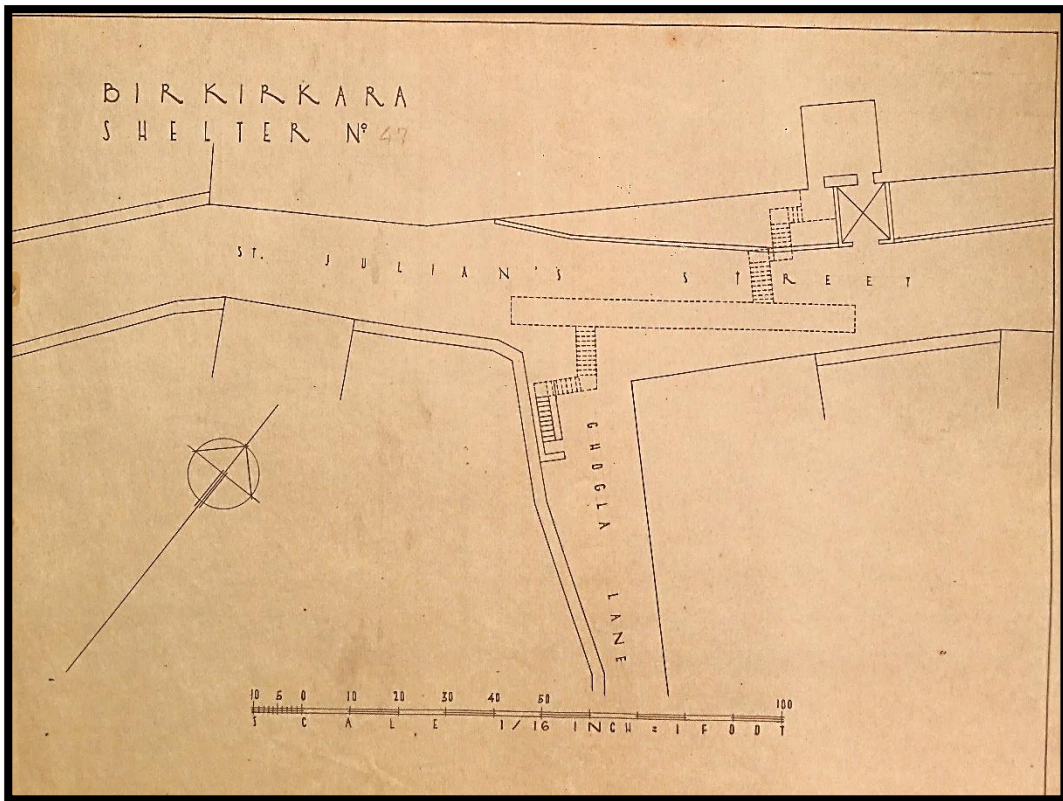 BIRKIRKARA
SHELTER Nº 47
ST. JULIAN'S STREET
GHOGLA LANE
10 5 0 10 20 30 40 50 100
SCALE 1/16 INCH = 1 FOOT